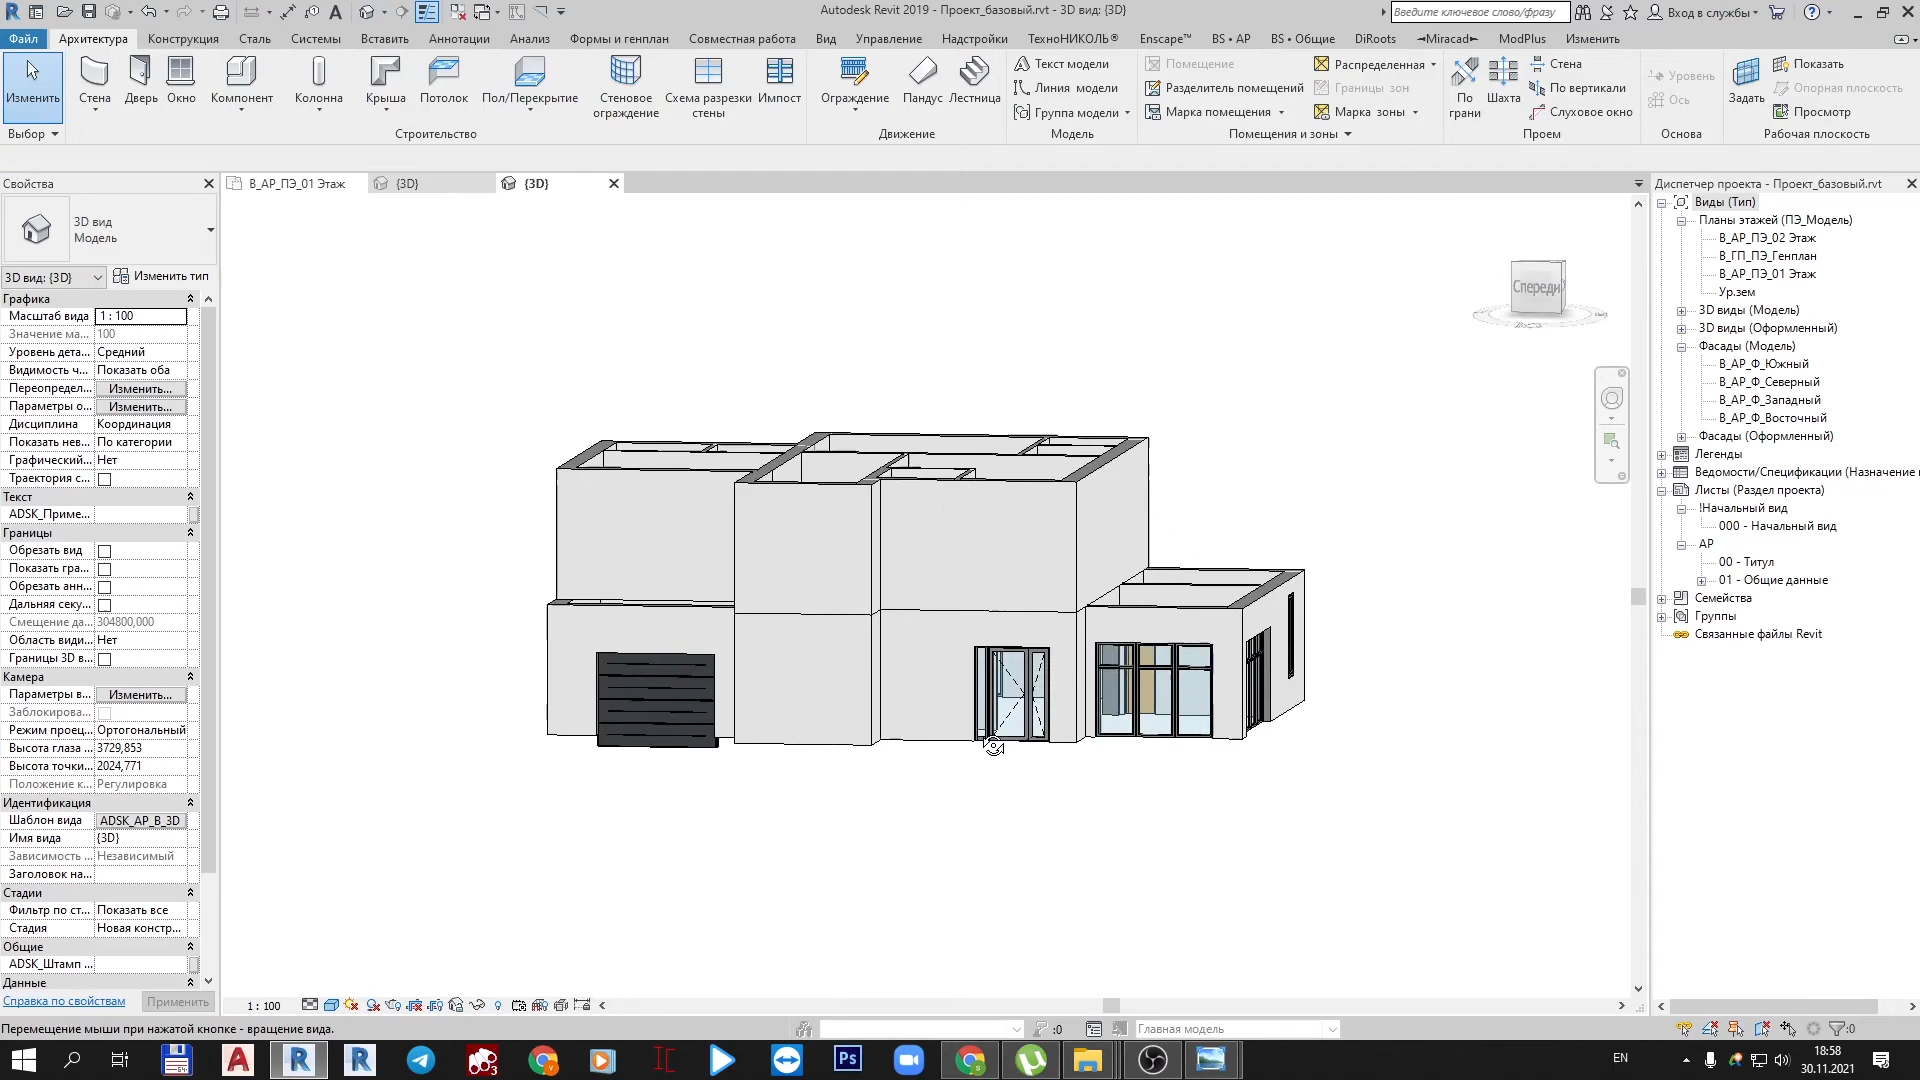 Autodesk Revit 2019 - Проект_базовый.rvt - 3D вид: {3D}
Введите ключевое слово/фразу
Вход в службы
Файл Архитектура Конструкция Сталь Системы Вставить Аннотации Анализ Формы и генплан Совместная работа Вид Управление Надстройки ТехноНИКОЛЬ® Enscape™ BS • АР BS • Общие DiRoots ◄Miracad► ModPlus Изменить
Изменить
Стена
Дверь
Окно
Компонент
Колонна
Крыша
Потолок
Пол/Перекрытие
Стеновое ограждение
Схема разрезки стены
Импост
Ограждение
Пандус
Лестница
Текст модели
Линия модели
Группа модели
Помещение
Разделитель помещений
Марка помещения
Распределенная
Границы зон
Марка зоны
По грани
Шахта
Стена
По вертикали
Слуховое окно
Уровень
Ось
Задать
Показать
Опорная плоскость
Просмотр
Выбор Строительство Движение Модель Помещения и зоны Проем Основа Рабочая плоскость
Свойства
3D вид
Модель
3D вид: {3D} Изменить тип
Графика
Масштаб вида 1 : 100
Значение ма... 100
Уровень дета... Средний
Видимость ч... Показать оба
Переопредел... Изменить...
Параметры о... Изменить...
Дисциплина Координация
Показать нев... По категории
Графический... Нет
Траектория с...
Текст
ADSK_Приме...
Границы
Обрезать вид
Показать гра...
Обрезать анн...
Дальняя секу...
Смещение да... 304800,000
Область види... Нет
Границы 3D в...
Камера
Параметры в... Изменить...
Заблокирова...
Режим проец... Ортогональный
Высота глаза 3729,853
Высота точки... 2024,771
Положение к... Регулировка
Идентификация
Шаблон вида ADSK_АР_В_3D
Имя вида {3D}
Зависимость ... Независимый
Заголовок на...
Стадии
Фильтр по ст... Показать все
Стадия Новая констр...
Общие
ADSK_Штамп ...
Данные
Справка по свойствам Применить
В_АР_ПЭ_01 Этаж {3D} {3D}
Спереди
1 : 100
Диспетчер проекта - Проект_базовый.rvt
Виды (Тип)
Планы этажей (ПЭ_Модель)
В_АР_ПЭ_02 Этаж
В_ГП_ПЭ_Генплан
В_АР_ПЭ_01 Этаж
Ур.зем
3D виды (Модель)
3D виды (Оформленный)
Фасады (Модель)
В_АР_Ф_Южный
В_АР_Ф_Северный
В_АР_Ф_Западный
В_АР_Ф_Восточный
Фасады (Оформленный)
Легенды
Ведомости/Спецификации (Назначение
Листы (Раздел проекта)
!Начальный вид
000 - Начальный вид
АР
00 - Титул
01 - Общие данные
Семейства
Группы
Связанные файлы Revit
Перемещение мыши при нажатой кнопке - вращение вида.
:0
Главная модель
:0
Ps
EN
18:58
30.11.2021